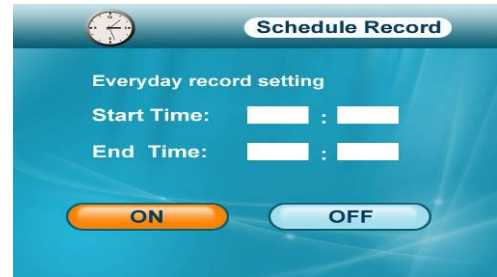 Schedule Record
Everyday record setting
Start Time: :
End Time: :
ON
OFF